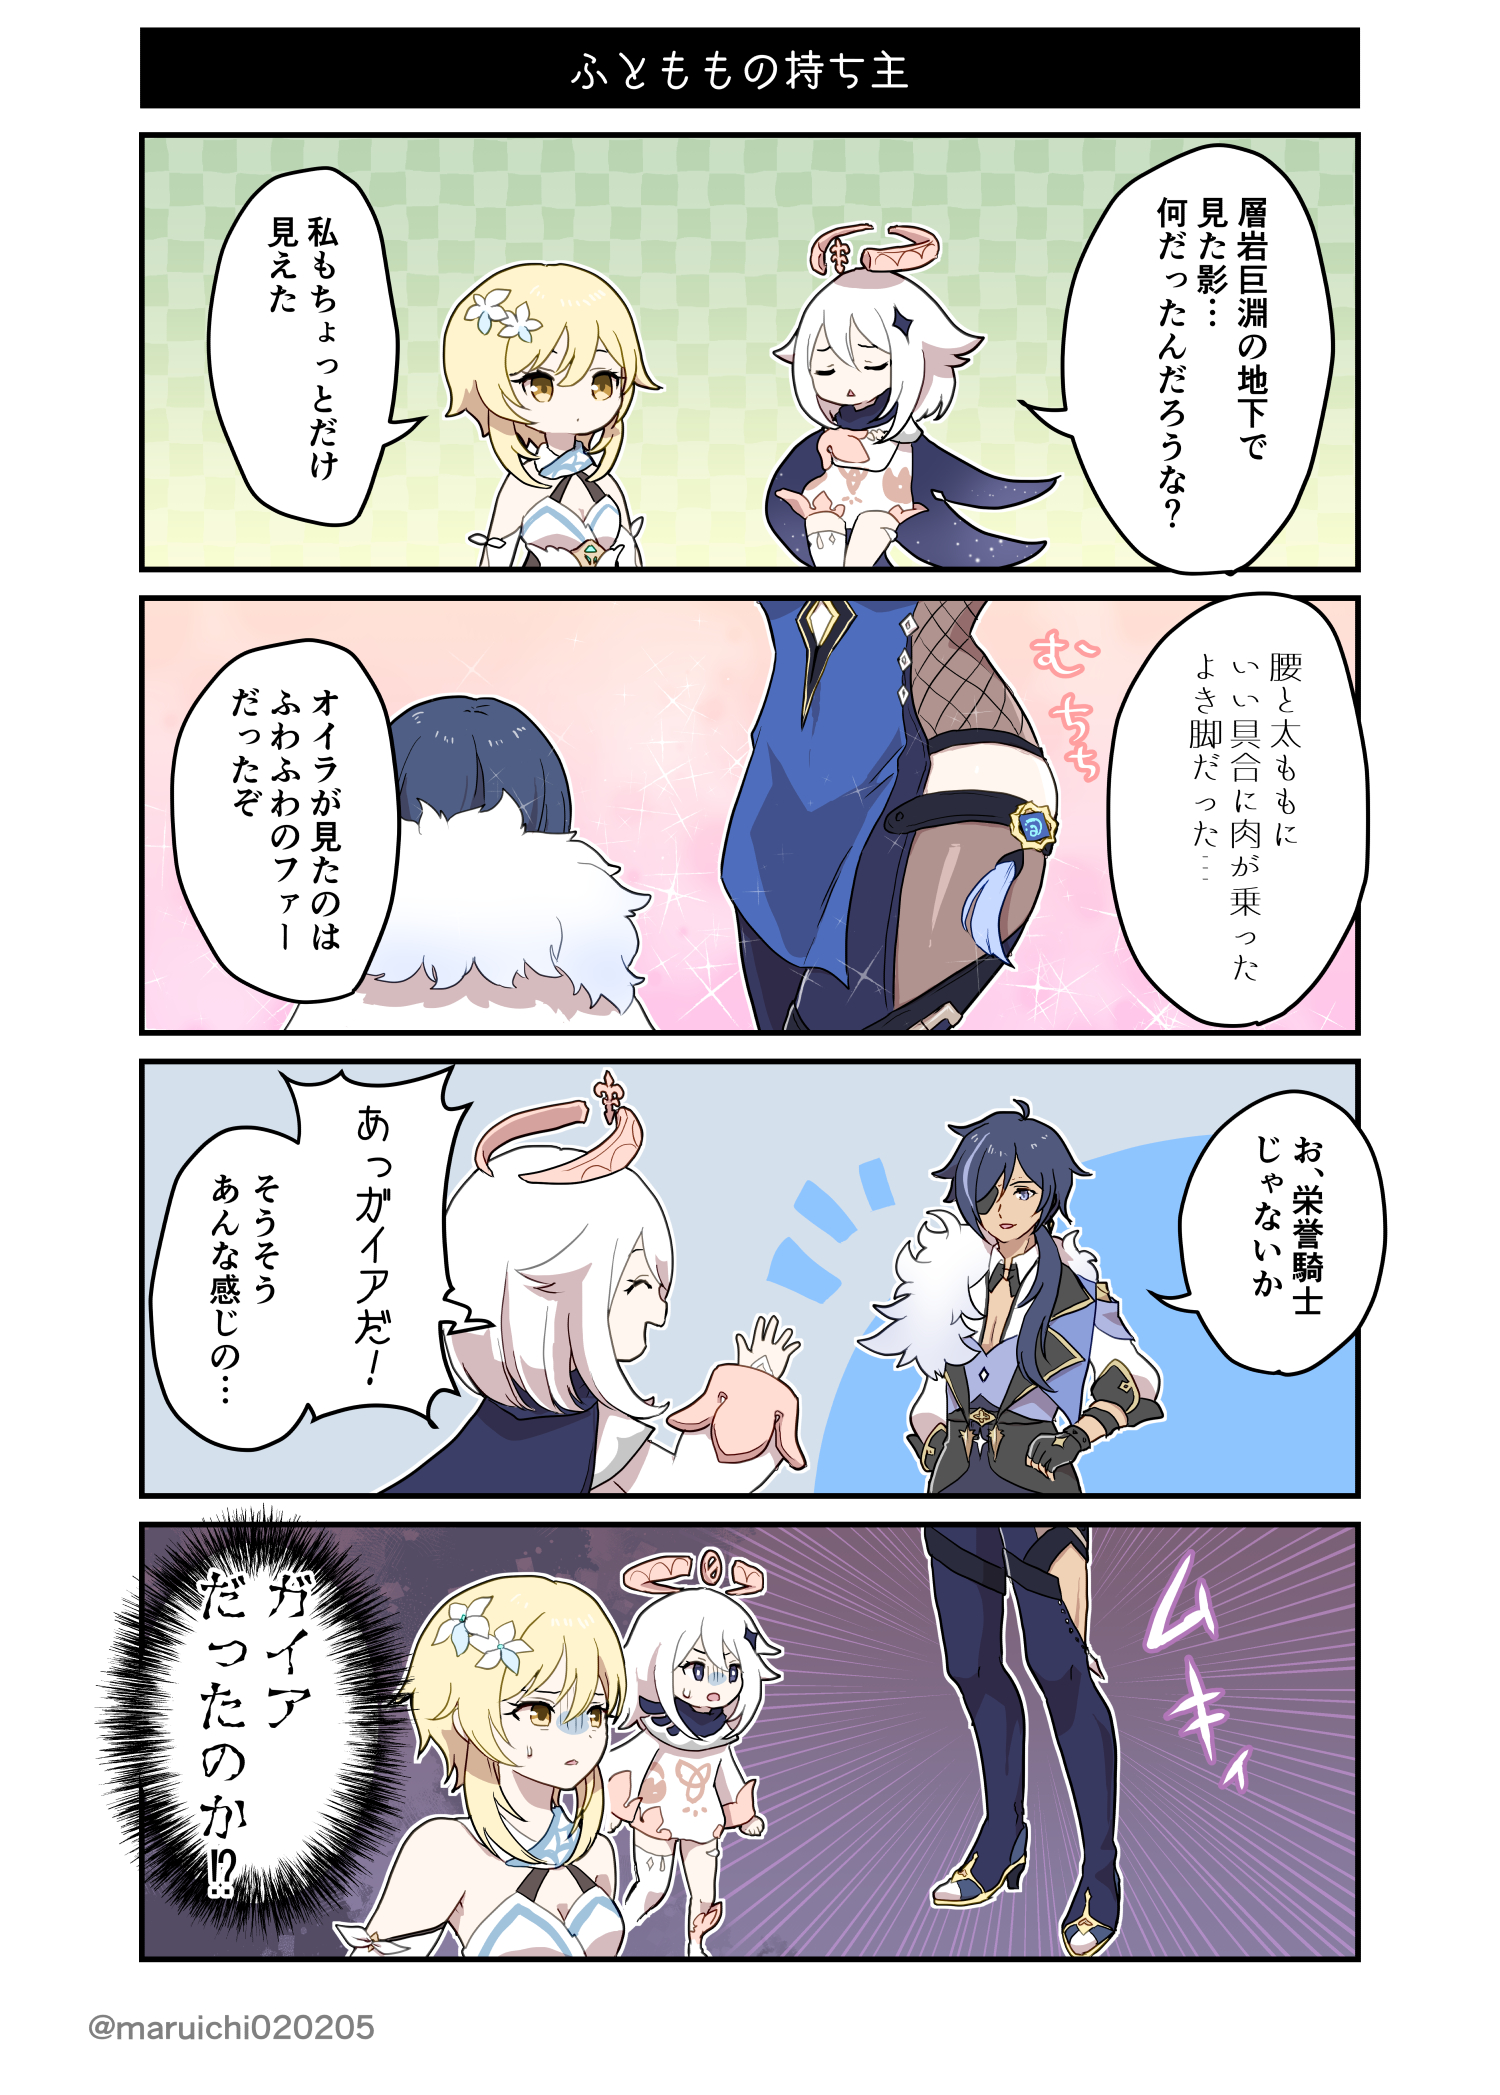 ふとももの持ち主
層岩巨淵の地下で
見た影…
何だったんだろうな?
私もちょっとだけ
見えた
腰と太ももに
いい具合に肉が乗った
よき脚だった…
むちち
オイラが見たのは
ふわふわのファー
だったぞ
お、栄誉騎士
じゃないか
あっガイアだ!
そうそう
あんな感じの…
ムキィ
ガイア
だったのか⁉
@maruichi020205